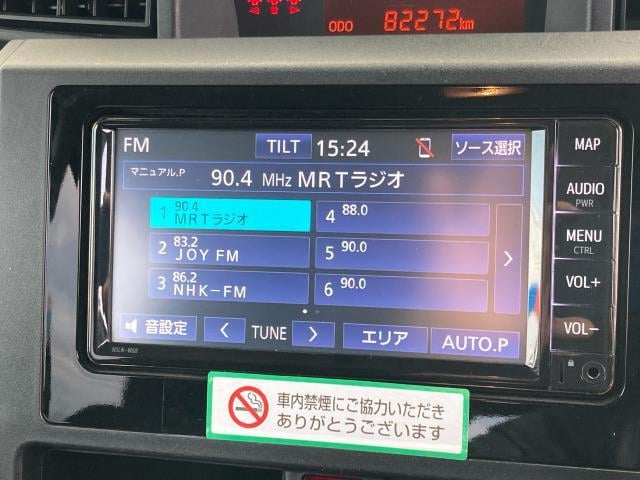 ODO 82272km
FM TILT 15:24 ソース選択
マニュアル.P 90.4 MHz MRTラジオ
1 90.4 MRTラジオ
4 88.0
2 83.2 JOY FM
5 90.0
3 86.2 NHK-FM
6 90.0
音設定 < TUNE > エリア AUTO.P
NSLN-W68
MAP
AUDIO
PWR
MENU
CTRL
VOL+
VOL-
車内禁煙にご協力いただき
ありがとうございます